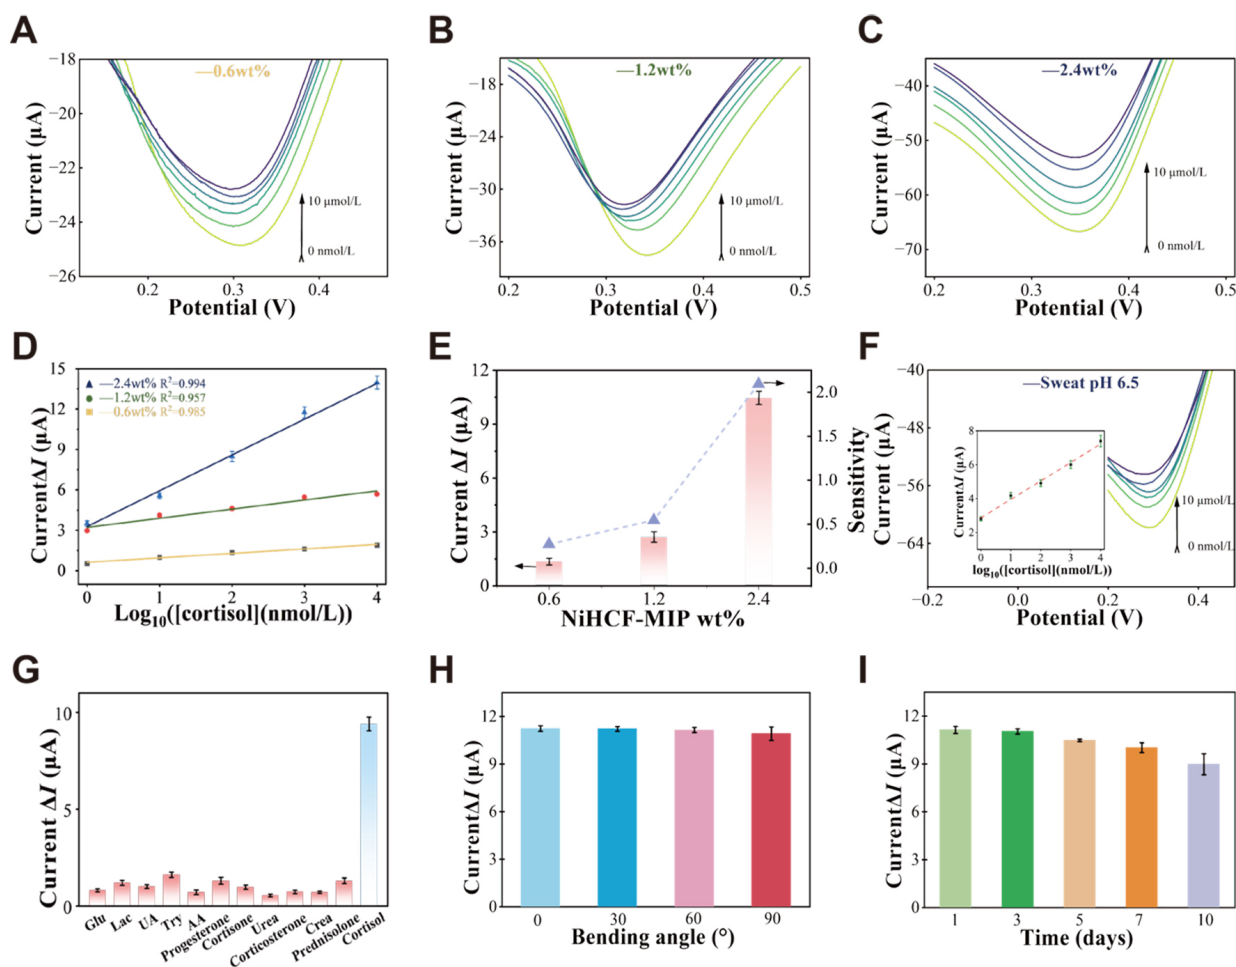 A
−18
−20
−22
−24
−26
Current (µA)
—0.6wt%
10 µmol/L
0 nmol/L
0.2
0.3
0.4
Potential (V)
B
−18
−24
−30
−36
Current (µA)
—1.2wt%
10 µmol/L
0 nmol/L
0.2
0.3
0.4
0.5
Potential (V)
C
−40
−50
−60
−70
Current (µA)
—2.4wt%
10 µmol/L
0 nmol/L
0.2
0.3
0.4
0.5
Potential (V)
D
15
12
9
6
3
0
CurrentΔI (µA)
—2.4wt% R²=0.994
—1.2wt% R²=0.957
—0.6wt% R²=0.985
0
1
2
3
4
Log₁₀([cortisol](nmol/L))
E
12
9
6
3
0
Current ΔI (µA)
2.0
1.5
1.0
0.5
0.0
Sensitivity
0.6
1.2
2.4
NiHCF-MIP wt%
F
−40
−48
−56
−64
Current (µA)
—Sweat pH 6.5
8
6
4
2
CurrentΔI (µA)
0
1
2
3
4
log₁₀([cortisol](nmol/L))
10 µmol/L
0 nmol/L
−0.2
0.0
0.2
0.4
Potential (V)
G
10
5
0
Current ΔI (µA)
Glu
Lac
UA
Try
AA
Progesterone
Cortisone
Urea
Corticosterone
Crea
Prednisolone
Cortisol
H
12
9
6
3
0
CurrentΔI (µA)
0
30
60
90
Bending angle (°)
I
12
9
6
3
0
CurrentΔI (µA)
1
3
5
7
10
Time (days)